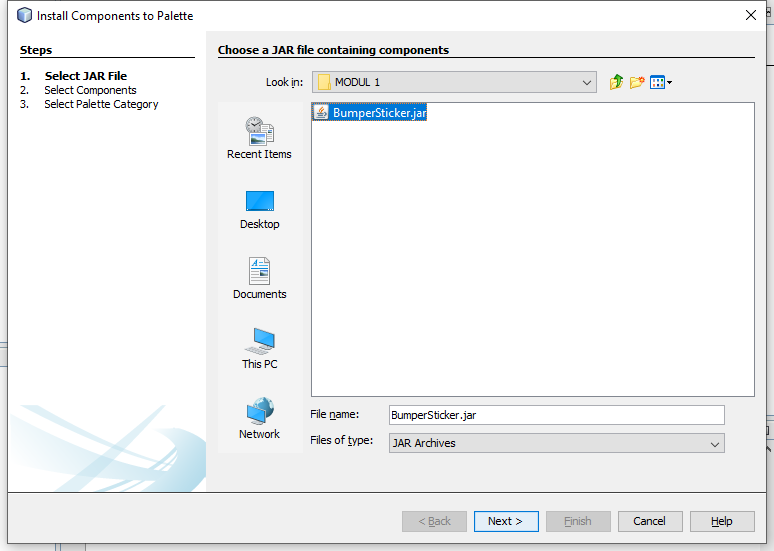 Install Components to Palette
Steps
1. Select JAR File
2. Select Components
3. Select Palette Category
Choose a JAR file containing components
Look in: MODUL 1
BumperSticker.jar
Recent Items
Desktop
Documents
This PC
Network
File name: BumperSticker.jar
Files of type: JAR Archives
< Back Next > Finish Cancel Help